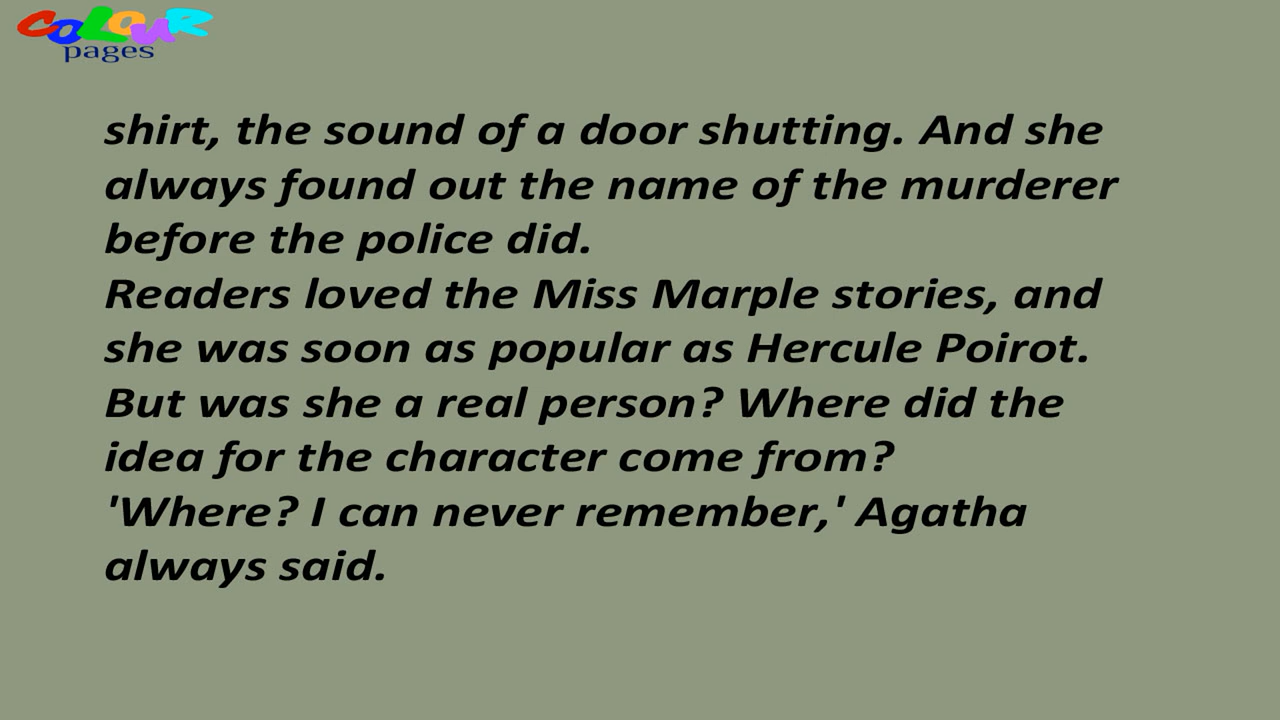 COLOUR
pages
shirt, the sound of a door shutting. And she
always found out the name of the murderer
before the police did.
Readers loved the Miss Marple stories, and
she was soon as popular as Hercule Poirot.
But was she a real person? Where did the
idea for the character come from?
'Where? I can never remember,' Agatha
always said.